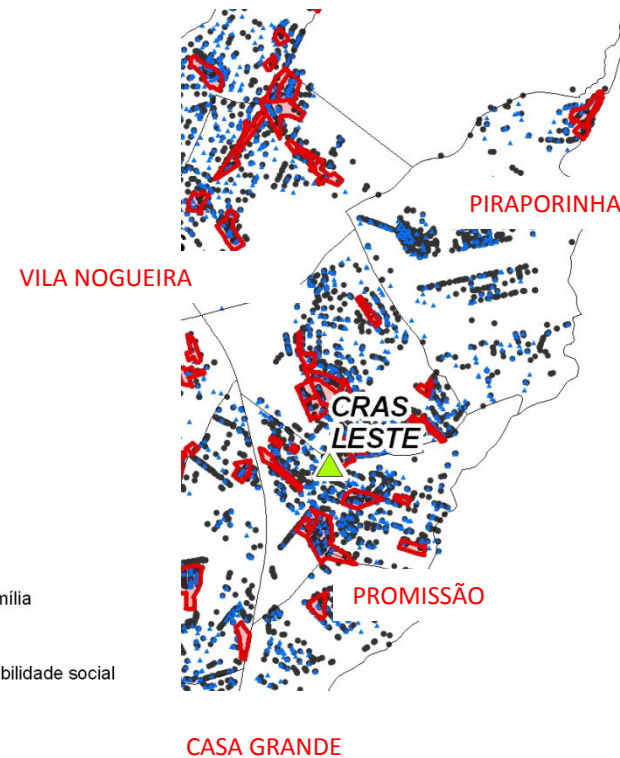 PIRAPORINHA
VILA NOGUEIRA
CRAS
LESTE
mília
PROMISSÃO
bilidade social
CASA GRANDE